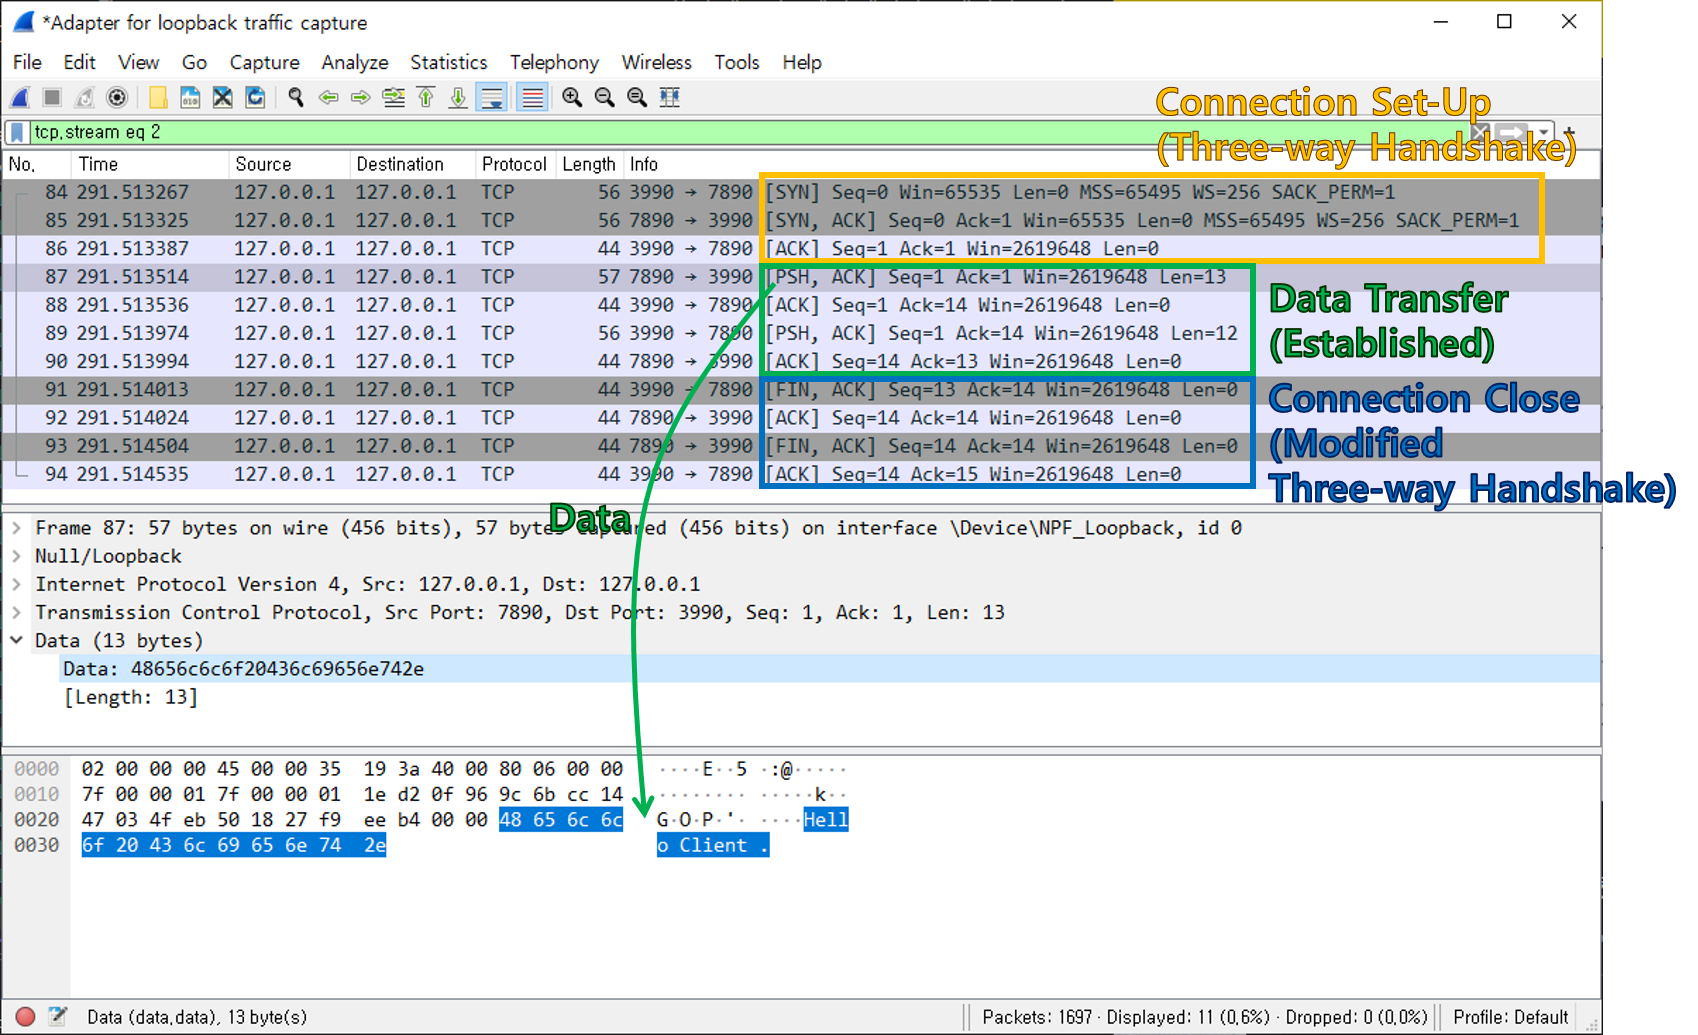 *Adapter for loopback traffic capture
File Edit View Go Capture Analyze Statistics Telephony Wireless Tools Help
Connection Set-Up
(Three-way Handshake)
tcp.stream eq 2
No. Time Source Destination Protocol Length Info
84 291.513267 127.0.0.1 127.0.0.1 TCP 56 3990 → 7890 [SYN] Seq=0 Win=65535 Len=0 MSS=65495 WS=256 SACK_PERM=1
85 291.513325 127.0.0.1 127.0.0.1 TCP 56 7890 → 3990 [SYN, ACK] Seq=0 Ack=1 Win=65535 Len=0 MSS=65495 WS=256 SACK_PERM=1
86 291.513387 127.0.0.1 127.0.0.1 TCP 44 3990 → 7890 [ACK] Seq=1 Ack=1 Win=2619648 Len=0
87 291.513514 127.0.0.1 127.0.0.1 TCP 57 7890 → 3990 [PSH, ACK] Seq=1 Ack=1 Win=2619648 Len=13
88 291.513536 127.0.0.1 127.0.0.1 TCP 44 3990 → 7890 [ACK] Seq=1 Ack=14 Win=2619648 Len=0
89 291.513974 127.0.0.1 127.0.0.1 TCP 56 3990 → 7890 [PSH, ACK] Seq=1 Ack=14 Win=2619648 Len=12
90 291.513994 127.0.0.1 127.0.0.1 TCP 44 7890 → 3990 [ACK] Seq=14 Ack=13 Win=2619648 Len=0
91 291.514013 127.0.0.1 127.0.0.1 TCP 44 3990 → 7890 [FIN, ACK] Seq=13 Ack=14 Win=2619648 Len=0
92 291.514024 127.0.0.1 127.0.0.1 TCP 44 7890 → 3990 [ACK] Seq=14 Ack=14 Win=2619648 Len=0
93 291.514504 127.0.0.1 127.0.0.1 TCP 44 7890 → 3990 [FIN, ACK] Seq=14 Ack=14 Win=2619648 Len=0
94 291.514535 127.0.0.1 127.0.0.1 TCP 44 3990 → 7890 [ACK] Seq=14 Ack=15 Win=2619648 Len=0
Data Transfer
(Established)
Connection Close
(Modified
Three-way Handshake)
Data
Frame 87: 57 bytes on wire (456 bits), 57 bytes captured (456 bits) on interface \Device\NPF_Loopback, id 0
Null/Loopback
Internet Protocol Version 4, Src: 127.0.0.1, Dst: 127.0.0.1
Transmission Control Protocol, Src Port: 7890, Dst Port: 3990, Seq: 1, Ack: 1, Len: 13
Data (13 bytes)
Data: 48656c6c6f20436c69656e742e
[Length: 13]
0000 02 00 00 00 45 00 00 35 19 3a 40 00 80 06 00 00 ····E··5 ·:@·····
0010 7f 00 00 01 7f 00 00 01 1e d2 0f 96 9c 6b cc 14 ········ ·····k··
0020 47 03 4f eb 50 18 27 f9 ee b4 00 00 48 65 6c 6c G·O·P·'· ····Hell
0030 6f 20 43 6c 69 65 6e 74 2e o Client .
Data (data.data), 13 byte(s)
Packets: 1697 · Displayed: 11 (0.6%) · Dropped: 0 (0.0%)
Profile: Default